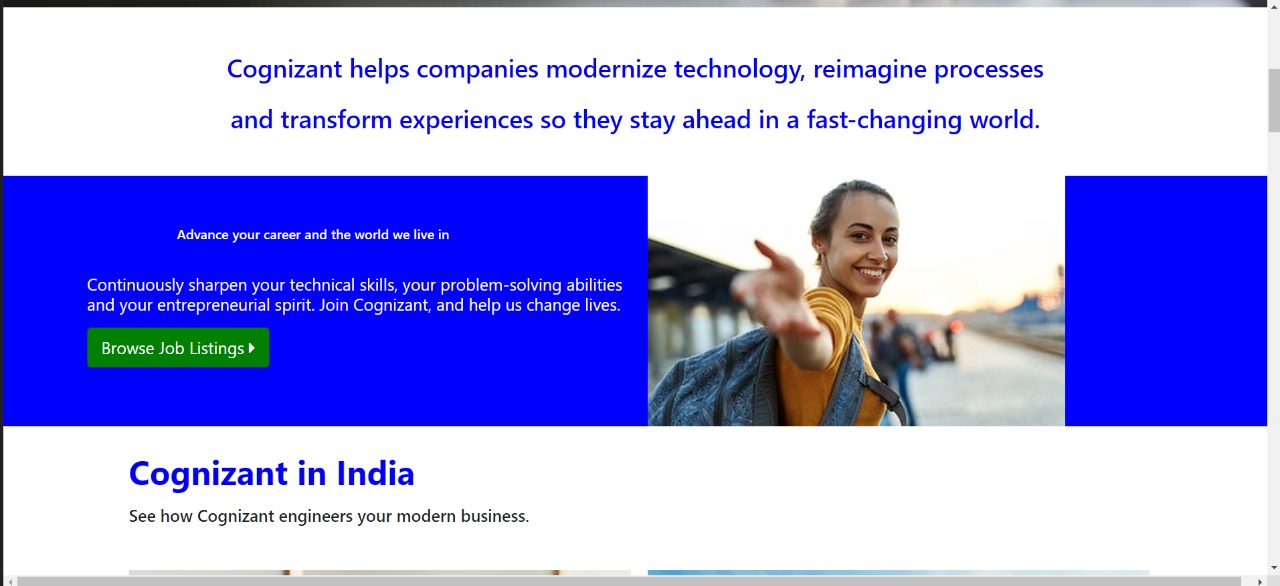 Cognizant helps companies modernize technology, reimagine processes
and transform experiences so they stay ahead in a fast-changing world.
Advance your career and the world we live in
Continuously sharpen your technical skills, your problem-solving abilities
and your entrepreneurial spirit. Join Cognizant, and help us change lives.
Browse Job Listings
Cognizant in India
See how Cognizant engineers your modern business.